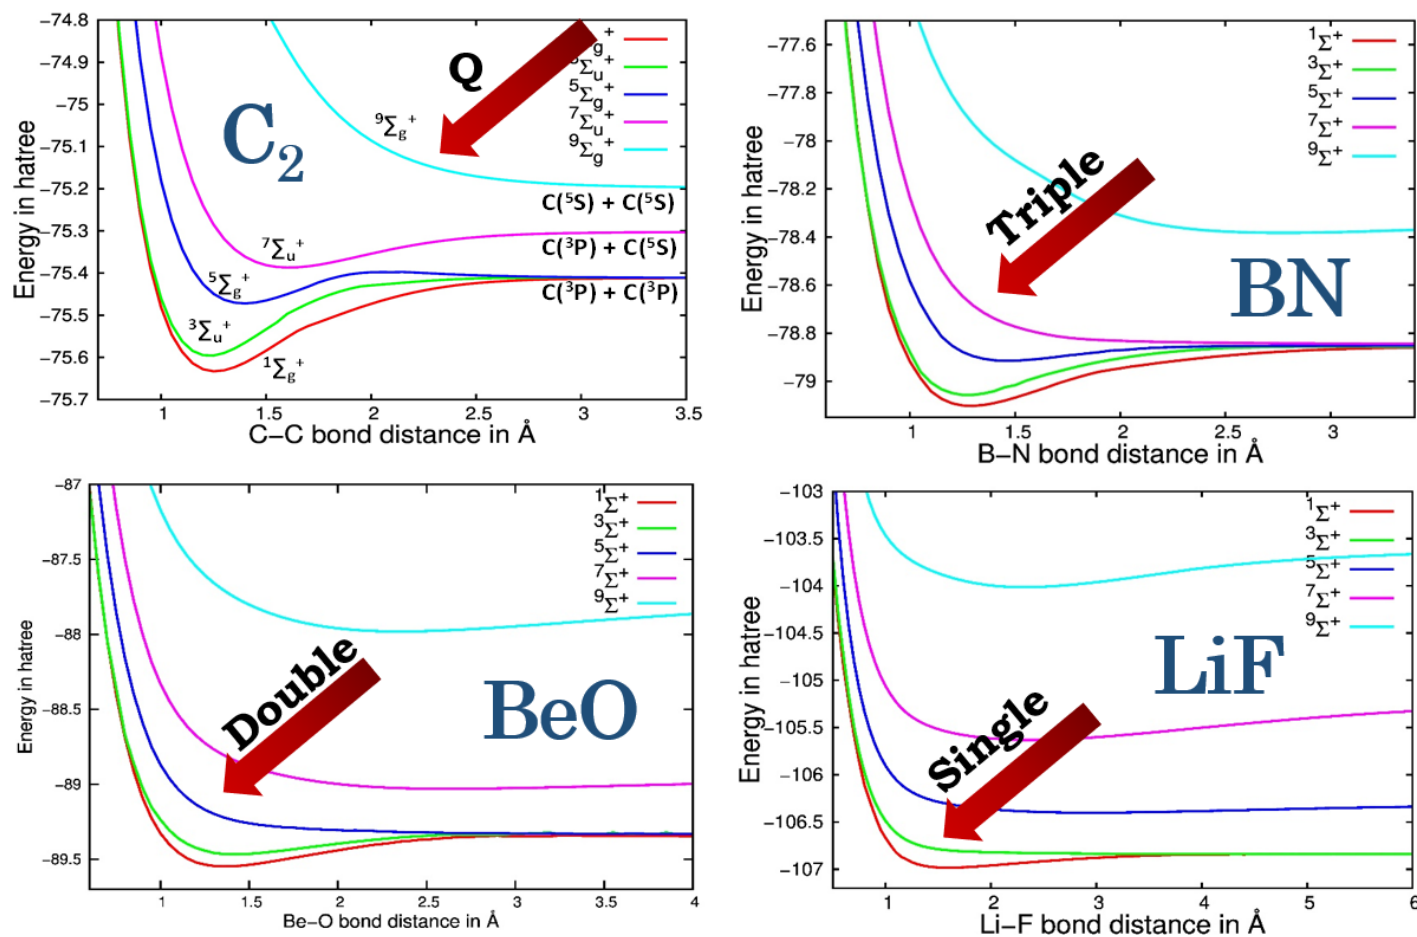 C₂
Q
Energy in hatree
−74.8
−74.9
−75
−75.1
−75.2
−75.3
−75.4
−75.5
−75.6
−75.7
1
1.5
2
2.5
3
3.5
C−C bond distance in Å
g⁺
Σᵤ⁺
⁵Σg⁺
⁷Σᵤ⁺
⁹Σg⁺
⁹Σg⁺
⁷Σᵤ⁺
⁵Σg⁺
³Σᵤ⁺
¹Σg⁺
C(⁵S) + C(⁵S)
C(³P) + C(⁵S)
C(³P) + C(³P)
BN
Triple
Energy in hatree
−77.6
−77.8
−78
−78.2
−78.4
−78.6
−78.8
−79
1
1.5
2
2.5
3
B−N bond distance in Å
¹Σ⁺
³Σ⁺
⁵Σ⁺
⁷Σ⁺
⁹Σ⁺
BeO
Double
Energy in hatree
−87
−87.5
−88
−88.5
−89
−89.5
1
1.5
2
2.5
3
3.5
4
Be−O bond distance in Å
¹Σ⁺
³Σ⁺
⁵Σ⁺
⁷Σ⁺
⁹Σ⁺
LiF
Single
Energy in hatree
−103
−103.5
−104
−104.5
−105
−105.5
−106
−106.5
−107
1
2
3
4
5
6
Li−F bond distance in Å
¹Σ⁺
³Σ⁺
⁵Σ⁺
⁷Σ⁺
⁹Σ⁺